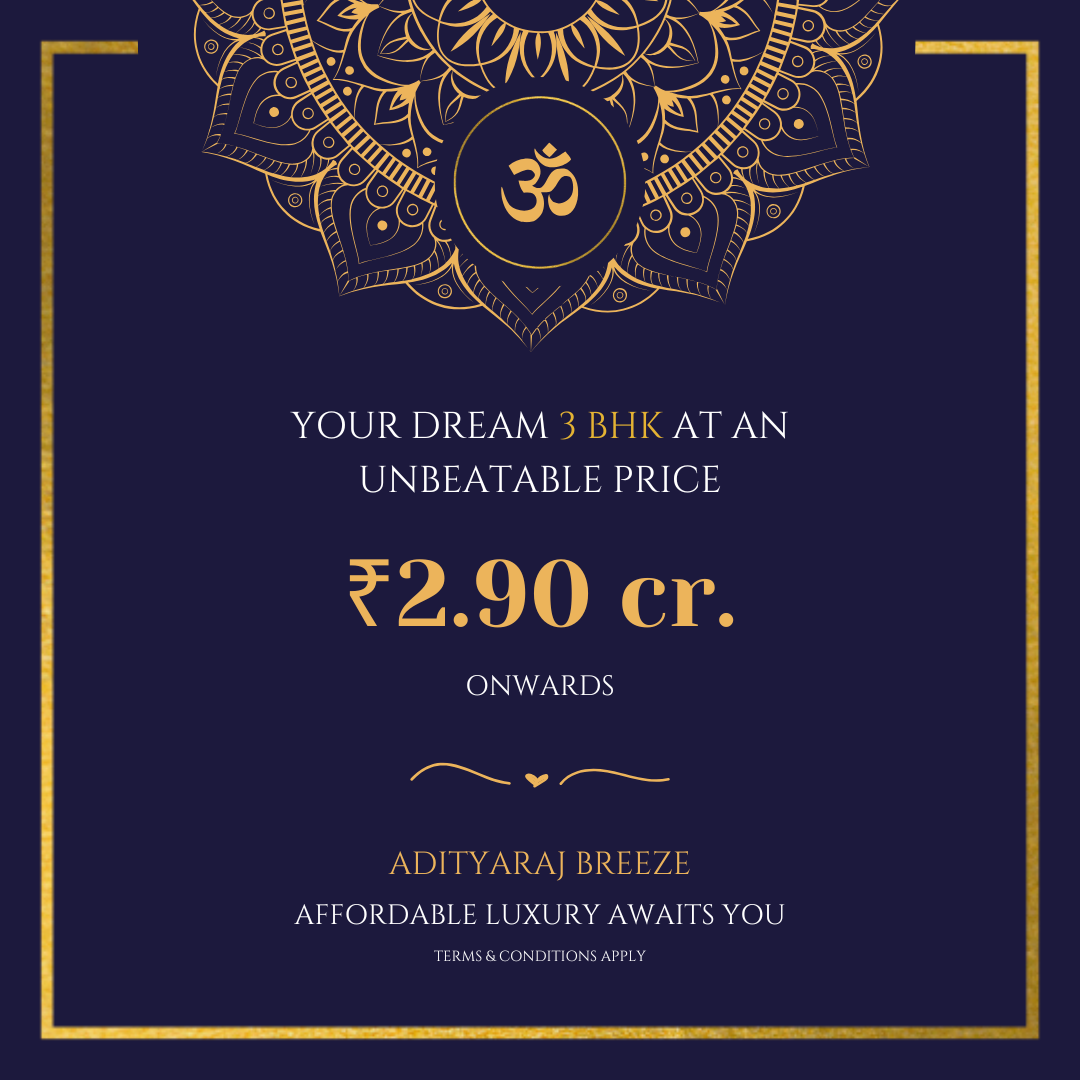 ॐ
YOUR DREAM 3 BHK AT AN
UNBEATABLE PRICE
₹2.90 cr.
ONWARDS
ADITYARAJ BREEZE
AFFORDABLE LUXURY AWAITS YOU
TERMS & CONDITIONS APPLY